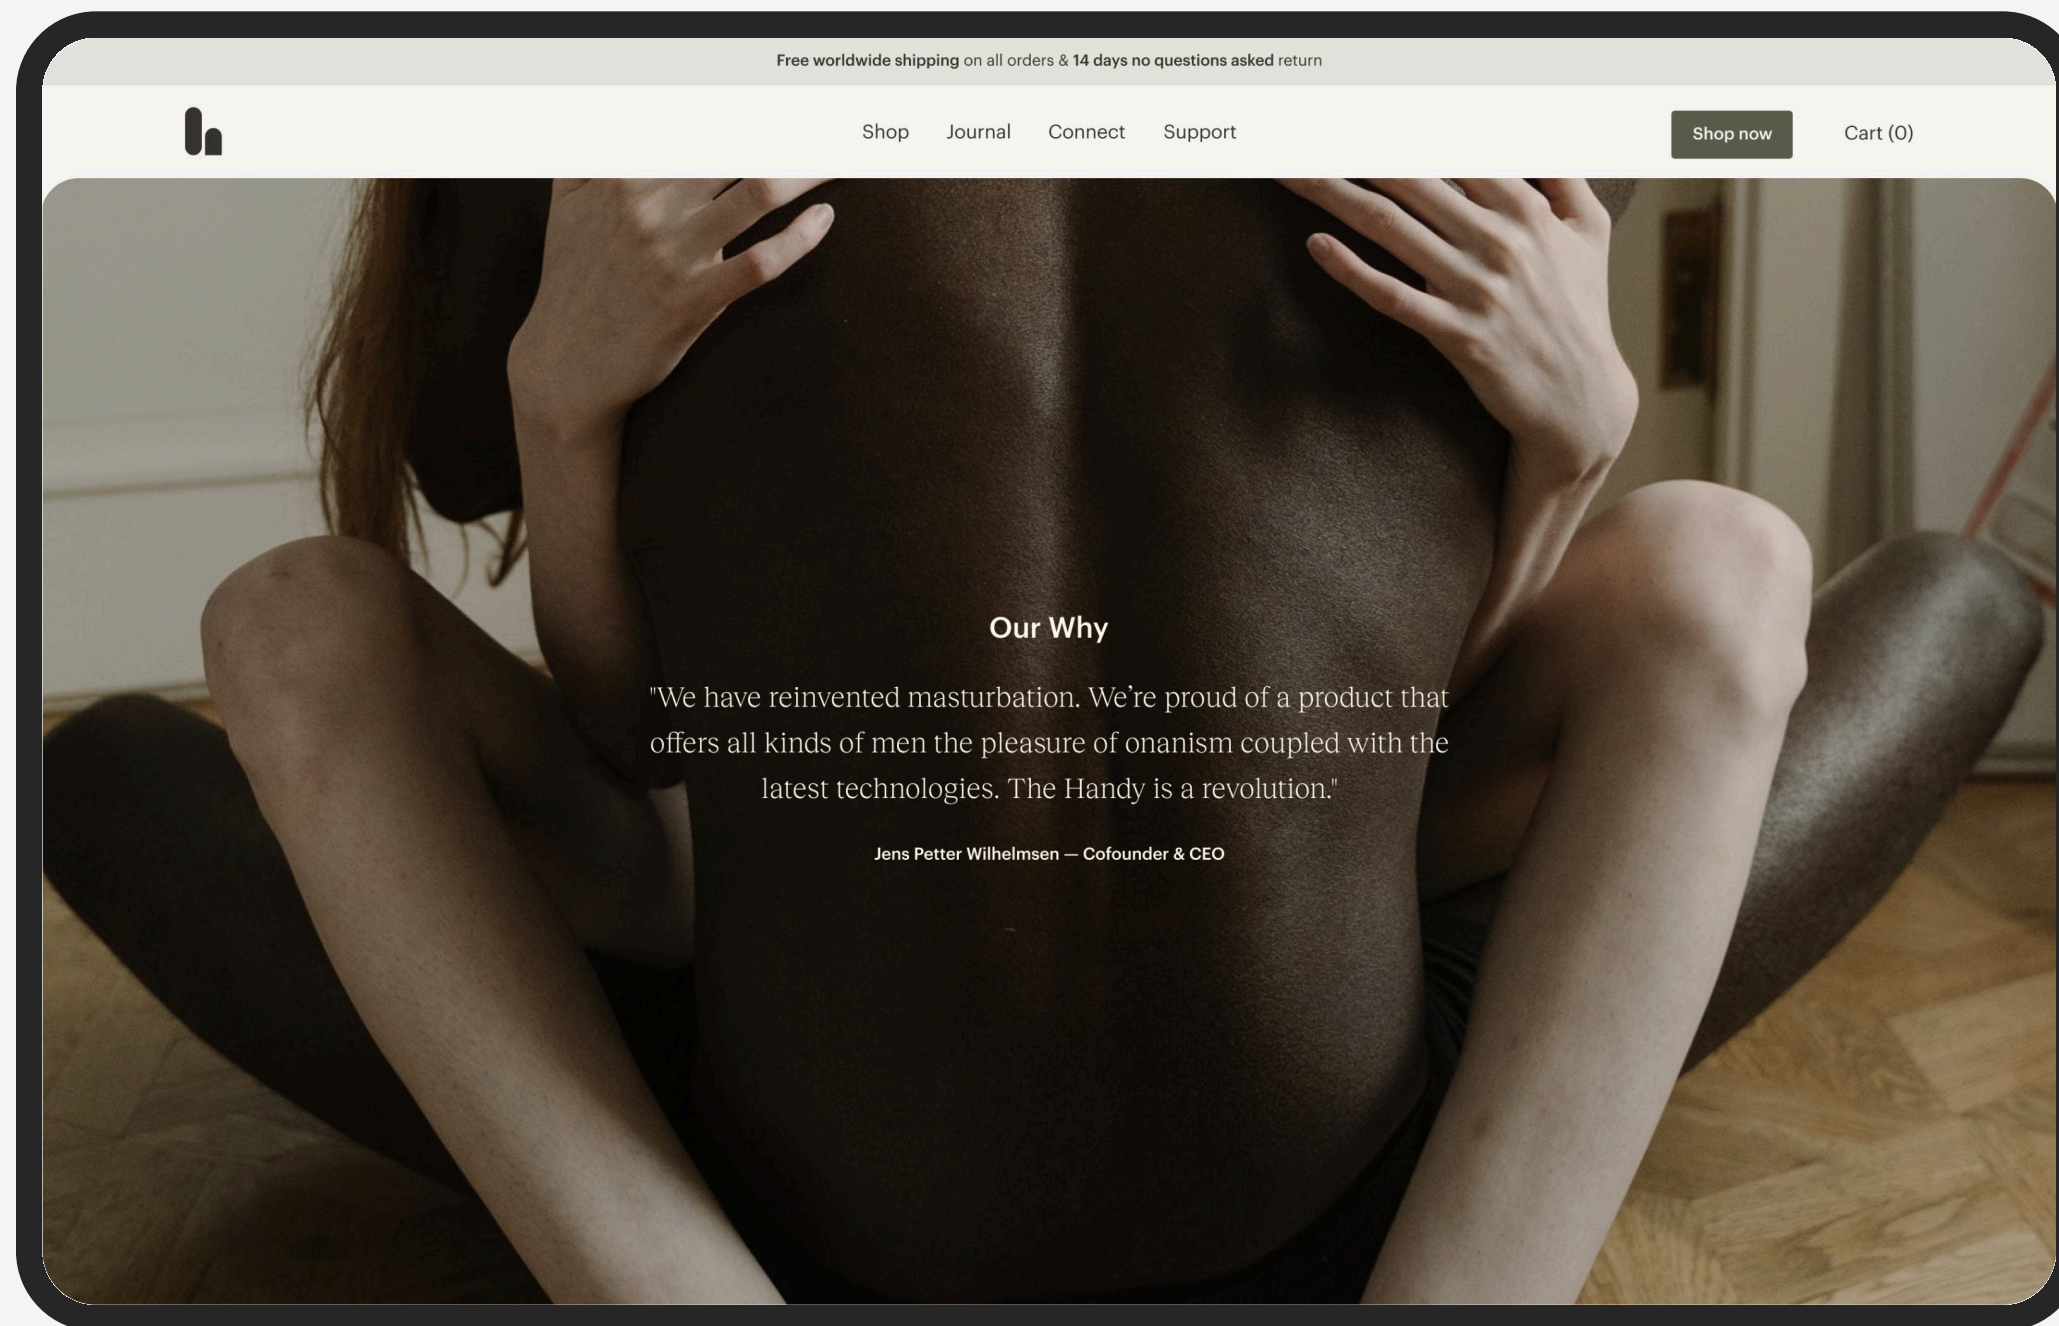 Free worldwide shipping on all orders & 14 days no questions asked return
Shop Journal Connect Support Shop now Cart (0)
Our Why
"We have reinvented masturbation. We’re proud of a product that
offers all kinds of men the pleasure of onanism coupled with the
latest technologies. The Handy is a revolution."
Jens Petter Wilhelmsen — Cofounder & CEO